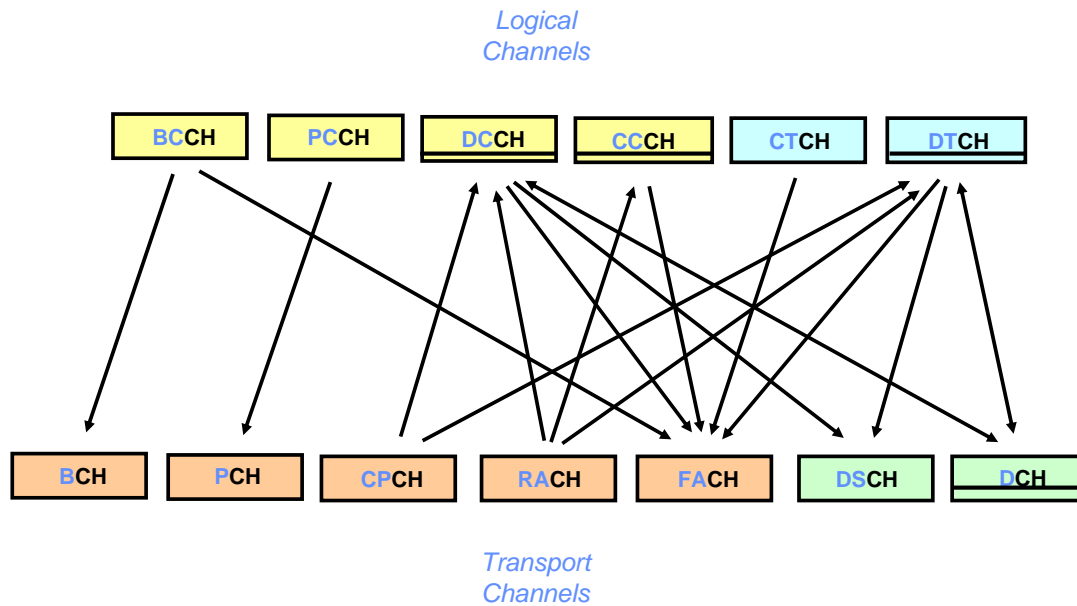 Logical
Channels
BCCH
PCCH
DCCH
CCCH
CTCH
DTCH
BCH
PCH
CPCH
RACH
FACH
DSCH
DCH
Transport
Channels